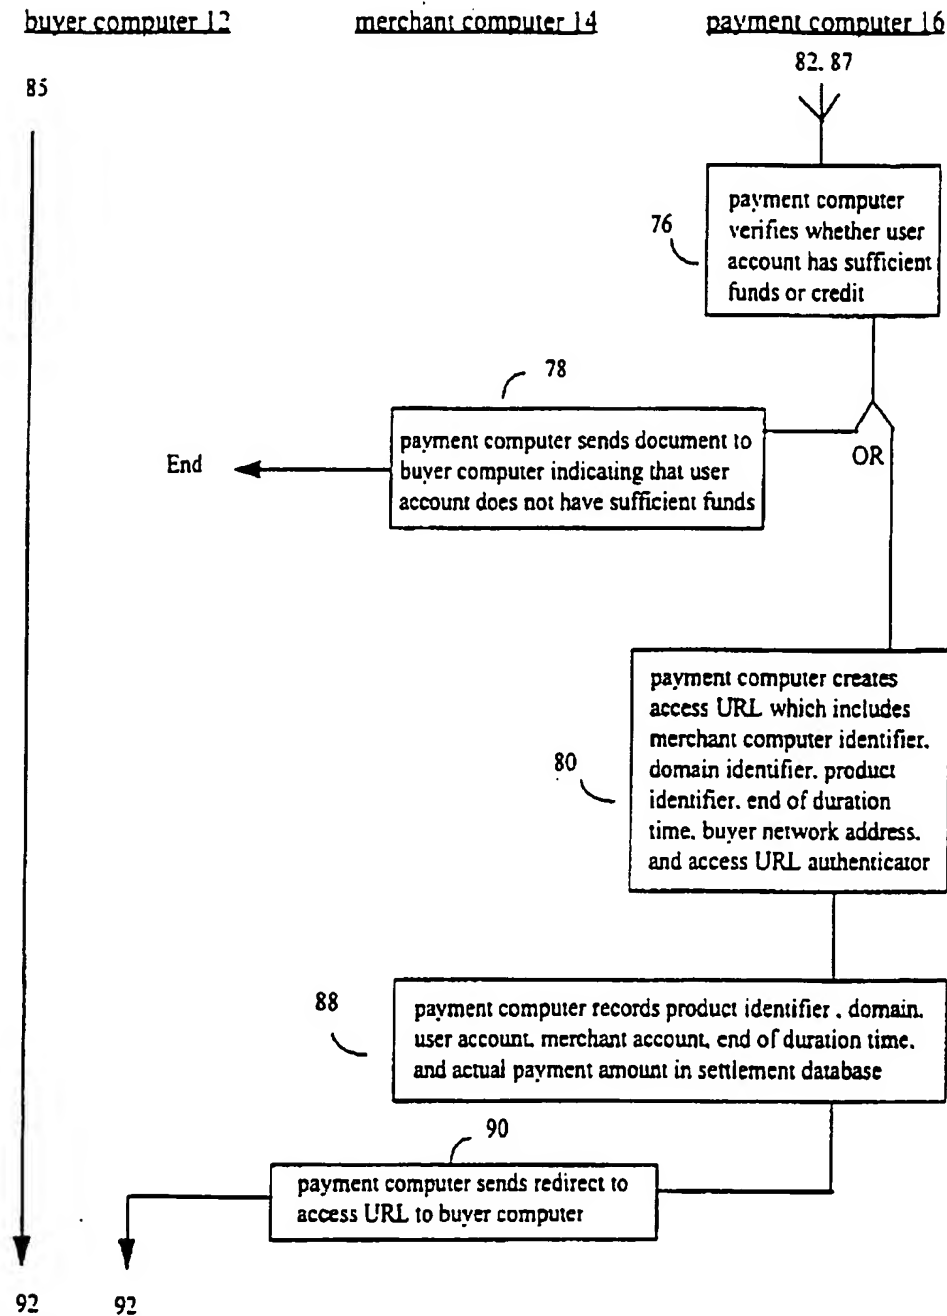 buyer computer 12 merchant computer 14 payment computer 16
82. 87
85
payment computer
verifies whether user
account has sufficient
funds or credit
76
78
payment computer sends document to
buyer computer indicating that user
account does not have sufficient funds
End
OR
payment computer creates
access URL which includes
merchant computer identifier.
domain identifier. product
identifier. end of duration
time. buyer network address.
and access URL authenticator
80
88
payment computer records product identifier . domain.
user account. merchant account. end of duration time.
and actual payment amount in settlement database
90
payment computer sends redirect to
access URL to buyer computer
92 92